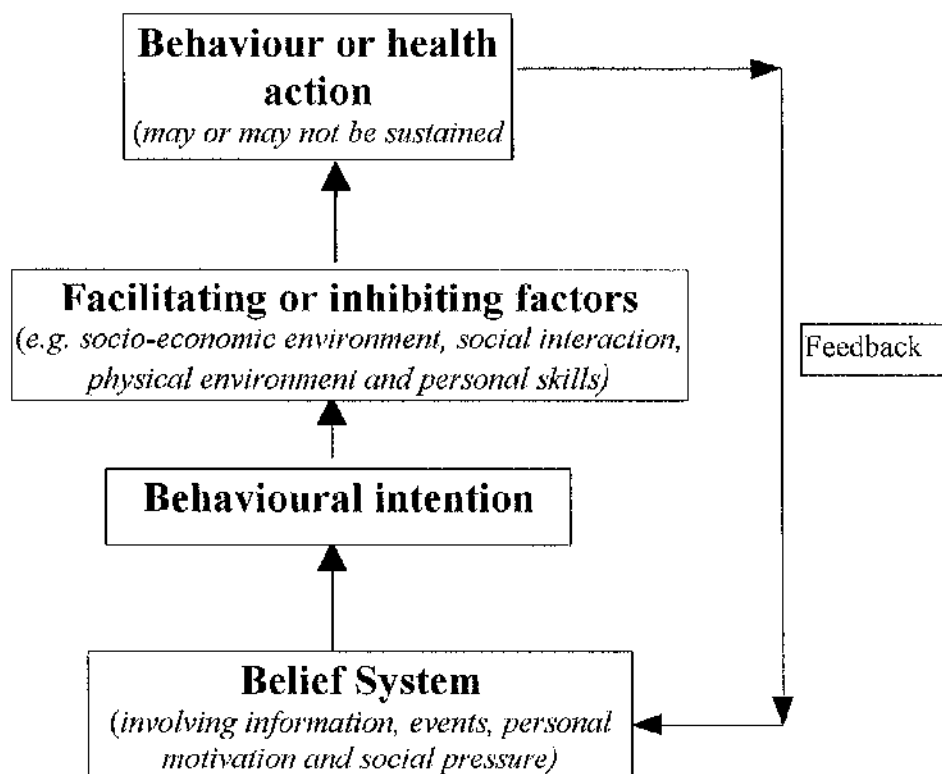 Behaviour or health
action
(may or may not be sustained
Facilitating or inhibiting factors
(e.g. socio-economic environment, social interaction,
physical environment and personal skills)
Feedback
Behavioural intention
Belief System
(involving information, events, personal
motivation and social pressure)